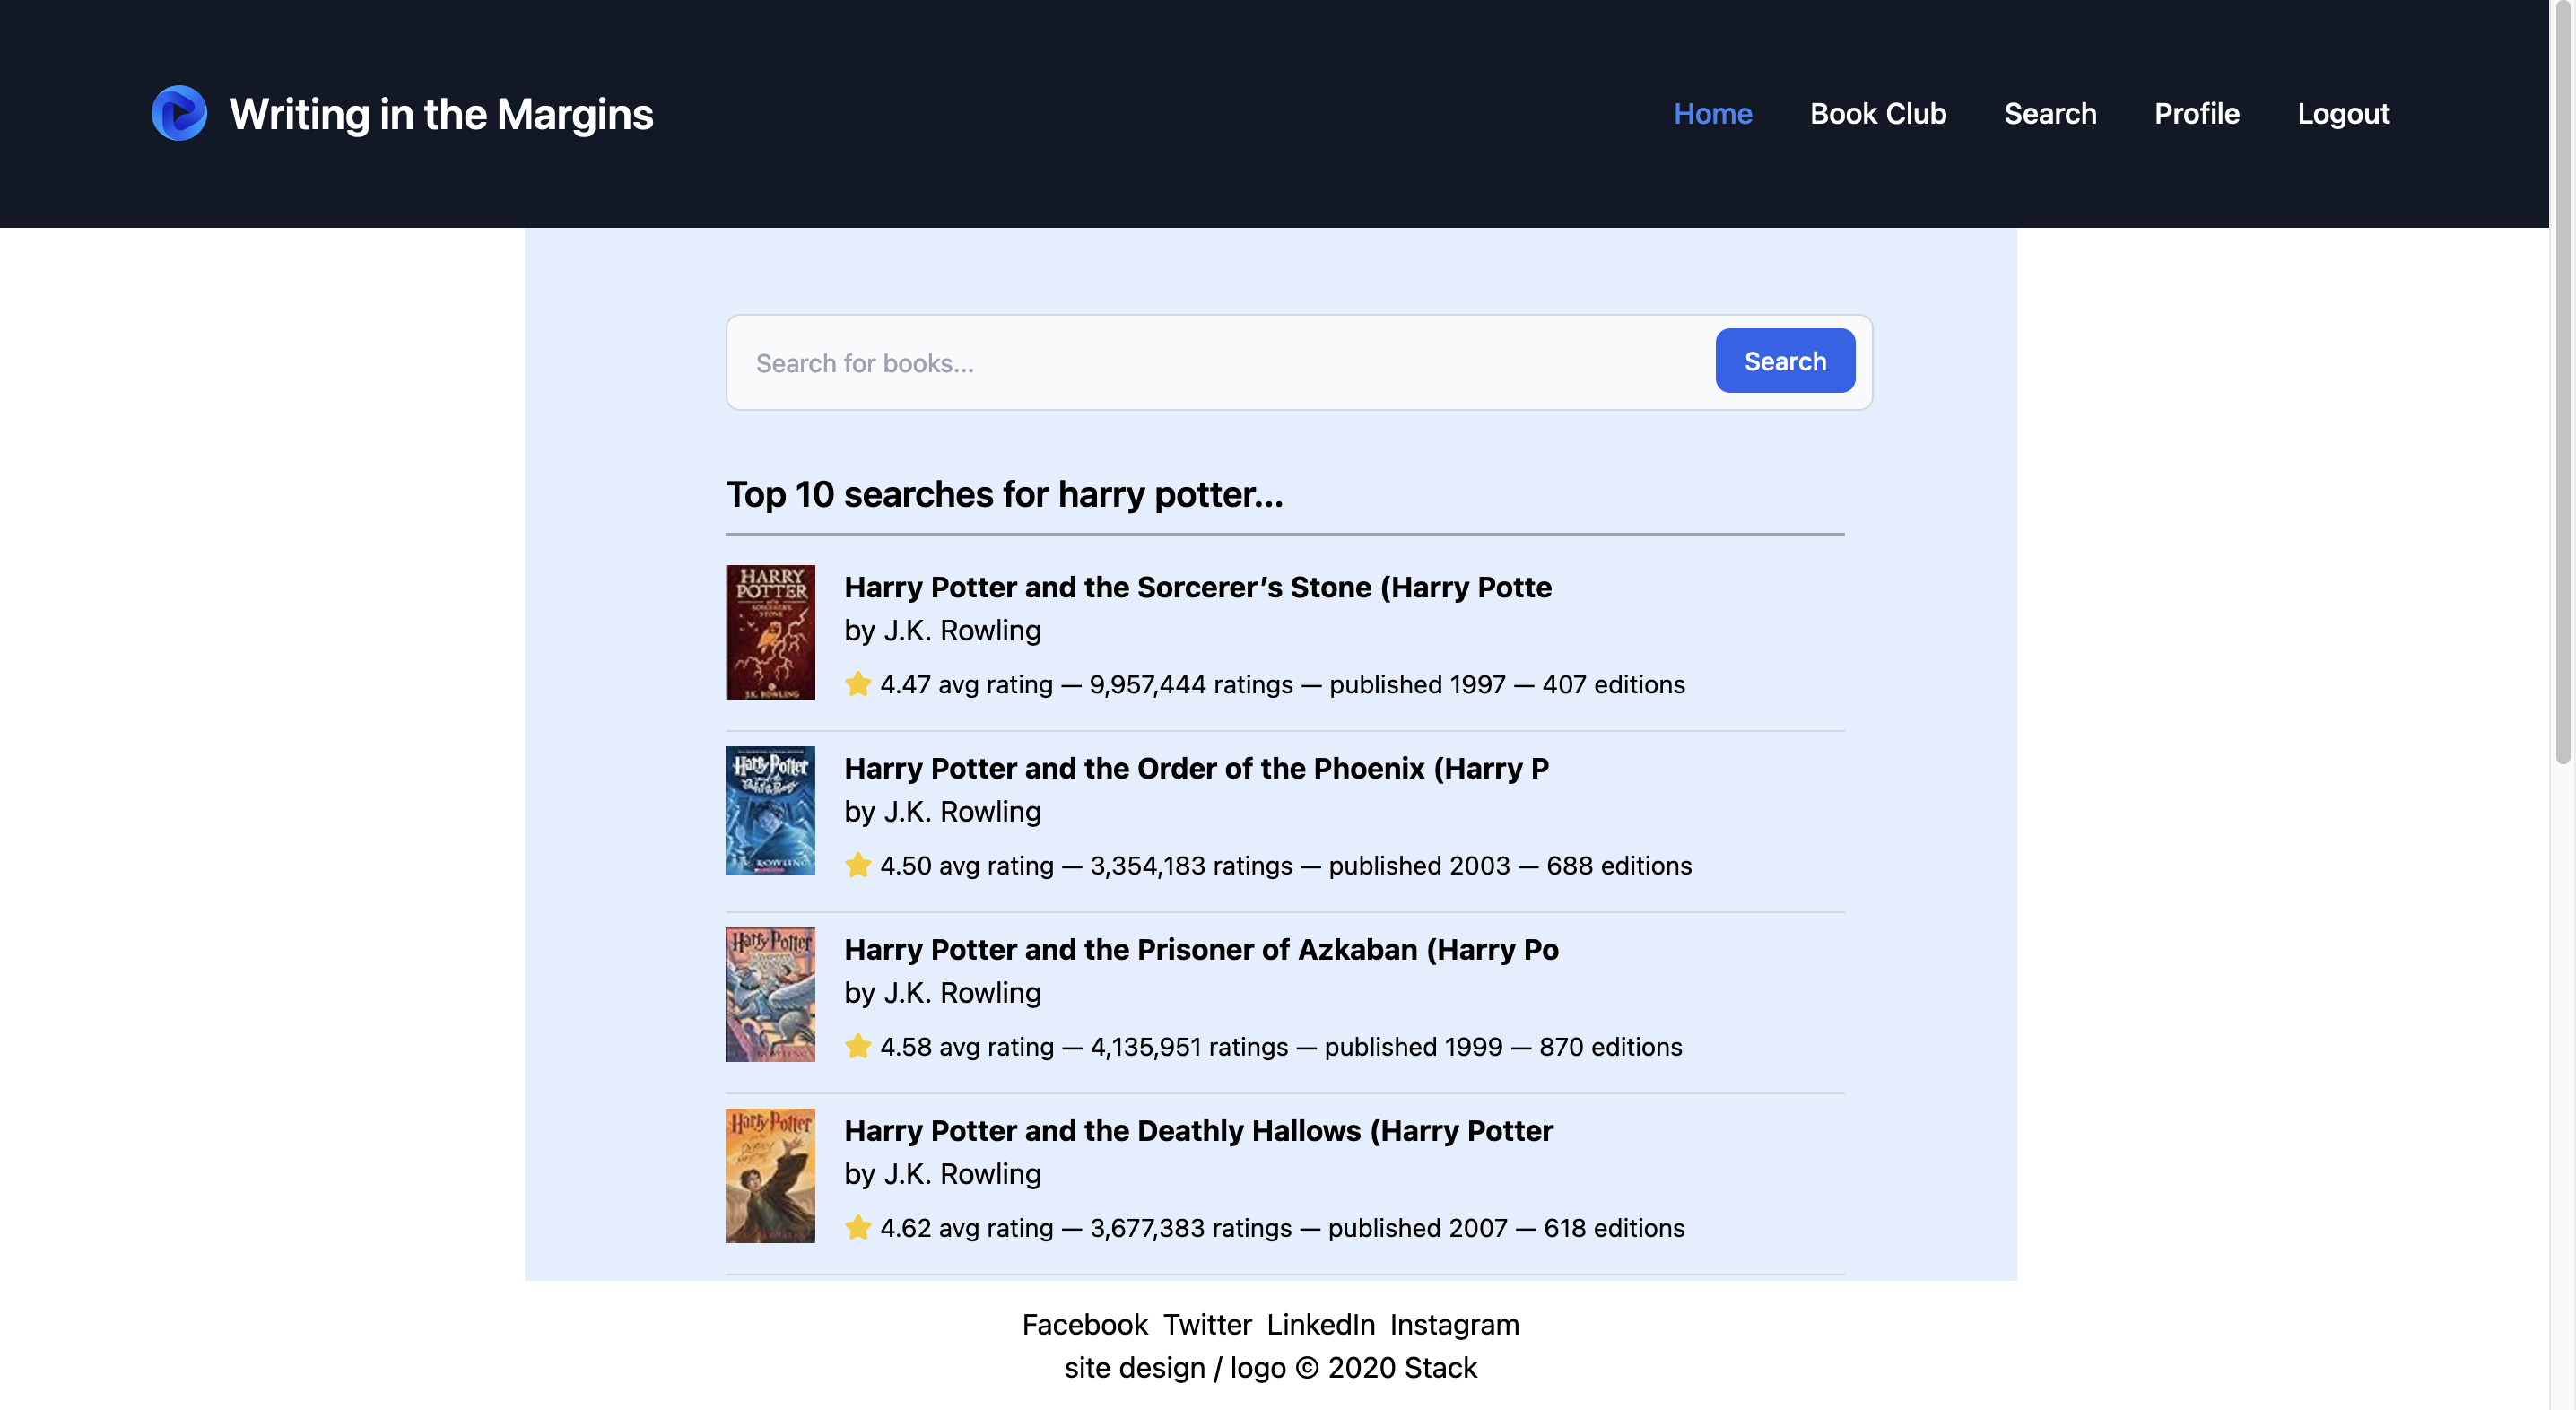 Writing in the Margins
Home Book Club Search Profile Logout
Search for books...
Search
Top 10 searches for harry potter...
HARRY
POTTER
SORCERER'S
STONE
J.K. ROWLING
Harry Potter and the Sorcerer’s Stone (Harry Potte
by J.K. Rowling
4.47 avg rating — 9,957,444 ratings — published 1997 — 407 editions
Harry Potter
Harry Potter and the Order of the Phoenix (Harry P
by J.K. Rowling
4.50 avg rating — 3,354,183 ratings — published 2003 — 688 editions
Harry Potter
Harry Potter and the Prisoner of Azkaban (Harry Po
by J.K. Rowling
4.58 avg rating — 4,135,951 ratings — published 1999 — 870 editions
Harry Potter
Harry Potter and the Deathly Hallows (Harry Potter
by J.K. Rowling
4.62 avg rating — 3,677,383 ratings — published 2007 — 618 editions
Facebook Twitter LinkedIn Instagram
site design / logo © 2020 Stack